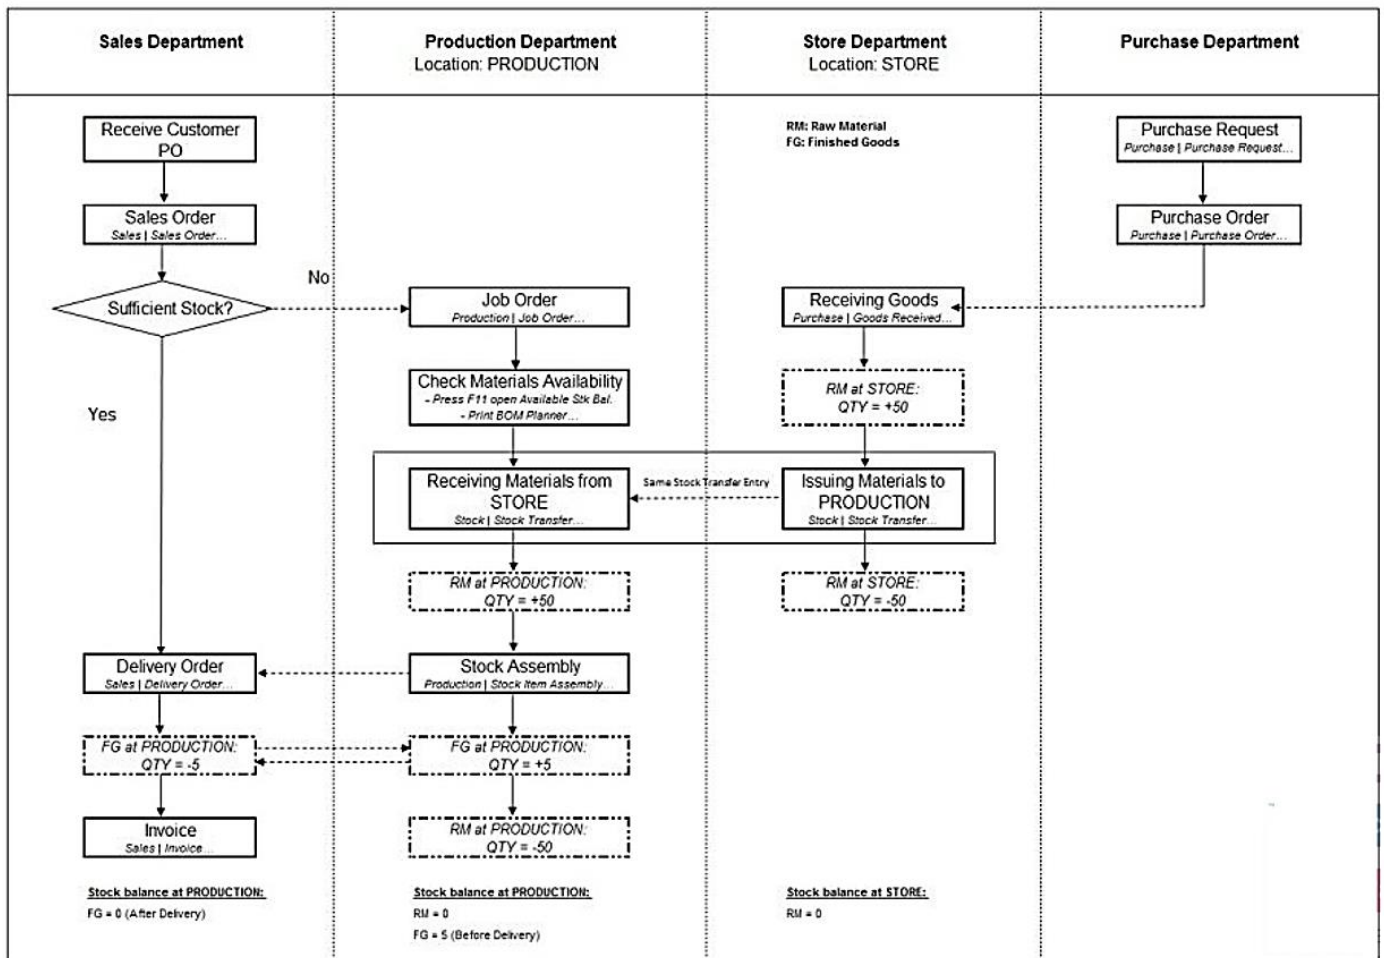 Sales Department
Production Department
Location: PRODUCTION
Store Department
Location: STORE
Purchase Department
Receive Customer
PO
RM: Raw Material
FG: Finished Goods
Purchase Request
Purchase | Purchase Request...
Sales Order
Sales | Sales Order...
Purchase Order
Purchase | Purchase Order...
No
Sufficient Stock?
Job Order
Production | Job Order...
Receiving Goods
Purchase | Goods Received...
Check Materials Availability
- Press F11 open Available Stk Bal.
- Print BOM Planner...
RM at STORE:
QTY = +50
Yes
Receiving Materials from
STORE
Stock | Stock Transfer...
Same Stock Transfer Entry
Issuing Materials to
PRODUCTION
Stock | Stock Transfer...
RM at PRODUCTION:
QTY = +50
RM at STORE:
QTY = -50
Delivery Order
Sales | Delivery Order...
Stock Assembly
Production | Stock Item Assembly...
FG at PRODUCTION:
QTY = -5
FG at PRODUCTION:
QTY = +5
Invoice
Sales | Invoice...
RM at PRODUCTION:
QTY = -50
Stock balance at PRODUCTION:
FG = 0 (After Delivery)
Stock balance at PRODUCTION:
RM = 0
FG = 5 (Before Delivery)
Stock balance at STORE:
RM = 0